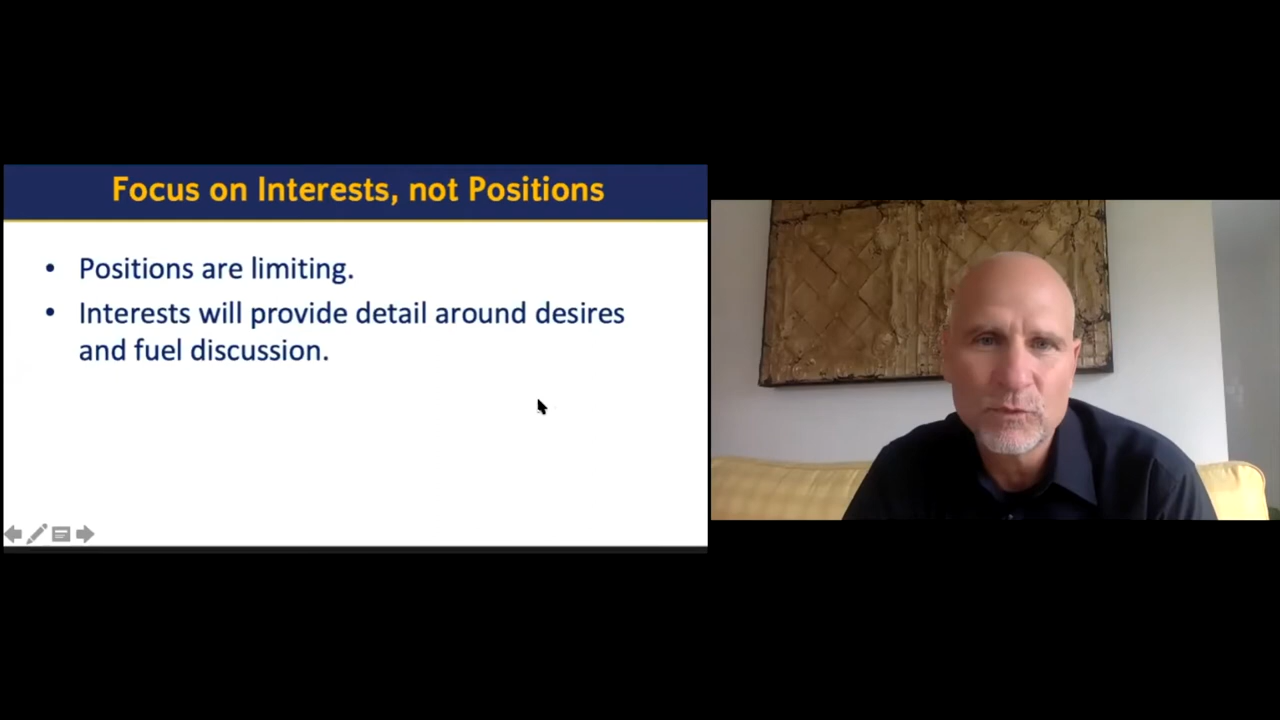 Focus on Interests, not Positions
• Positions are limiting.
• Interests will provide detail around desires
and fuel discussion.